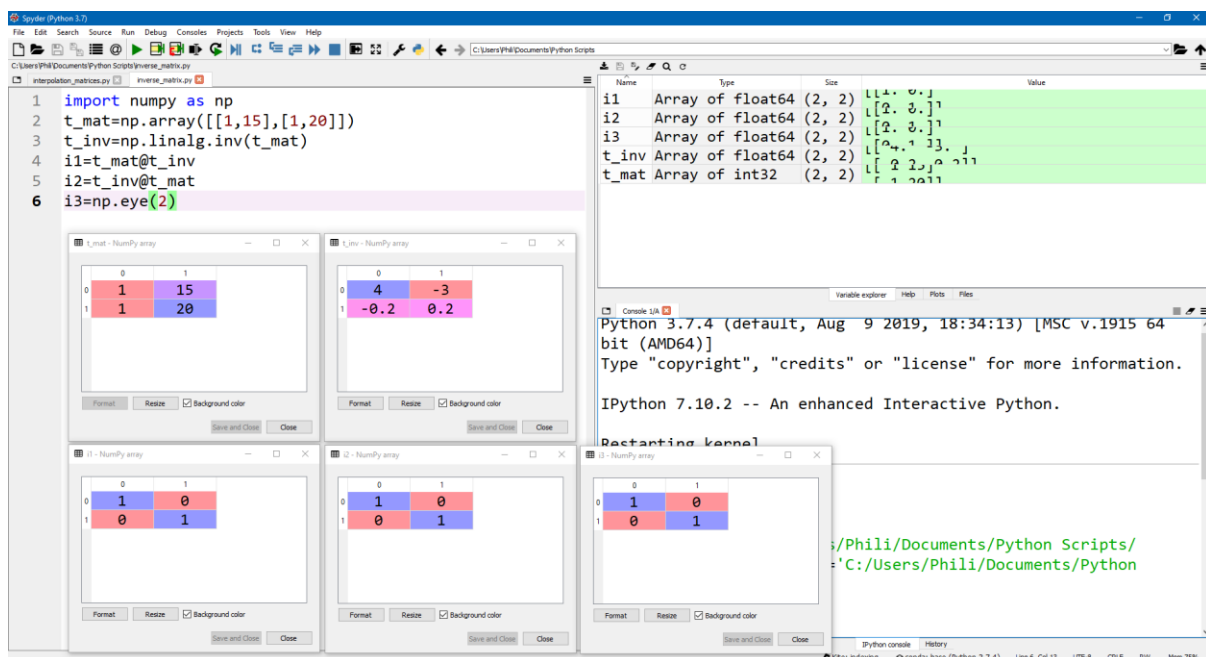 Spyder (Python 3.7)
File Edit Search Source Run Debug Consoles Projects Tools View Help
C:\Users\Phili\Documents\Python Scripts
C:\Users\Phili\Documents\Python Scripts\inverse_matrix.py
interpolation_matrices.py inverse_matrix.py
1 import numpy as np
2 t_mat=np.array([[1,15],[1,20]])
3 t_inv=np.linalg.inv(t_mat)
4 i1=t_mat@t_inv
5 i2=t_inv@t_mat
6 i3=np.eye(2)
Name Type Size Value
i1 Array of float64 (2, 2)
i2 Array of float64 (2, 2)
i3 Array of float64 (2, 2)
t_inv Array of float64 (2, 2)
t_mat Array of int32 (2, 2)
Variable explorer Help Plots Files
t_mat - NumPy array
0 1
0 1 15
1 1 20
Format Resize Background color
Save and Close Close
t_inv - NumPy array
0 1
0 4 -3
1 -0.2 0.2
Format Resize Background color
Save and Close Close
Console 1/A
Python 3.7.4 (default, Aug 9 2019, 18:34:13) [MSC v.1915 64
bit (AMD64)]
Type "copyright", "credits" or "license" for more information.
IPython 7.10.2 -- An enhanced Interactive Python.
Restarting kernel
i1 - NumPy array
0 1
0 1 0
1 0 1
Format Resize Background color
Save and Close Close
i2 - NumPy array
0 1
0 1 0
1 0 1
Format Resize Background color
Save and Close Close
i3 - NumPy array
0 1
0 1 0
1 0 1
Format Resize Background color
Save and Close Close
s/Phili/Documents/Python Scripts/
='C:/Users/Phili/Documents/Python
IPython console History